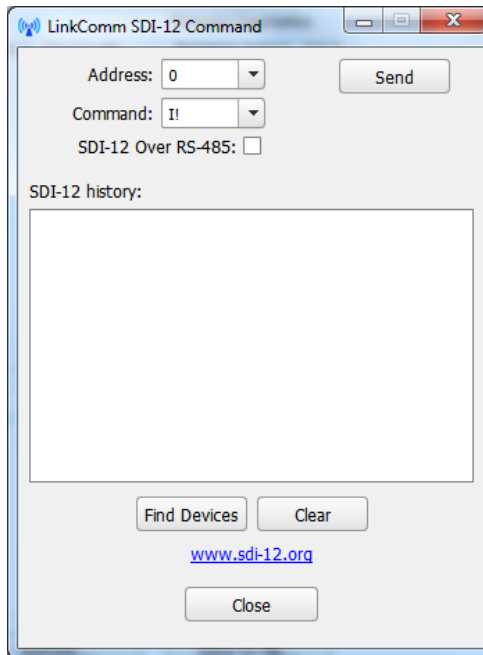 LinkComm SDI-12 Command
Address: 0
Send
Command: I!
SDI-12 Over RS-485:
SDI-12 history:
Find Devices
Clear
www.sdi-12.org
Close